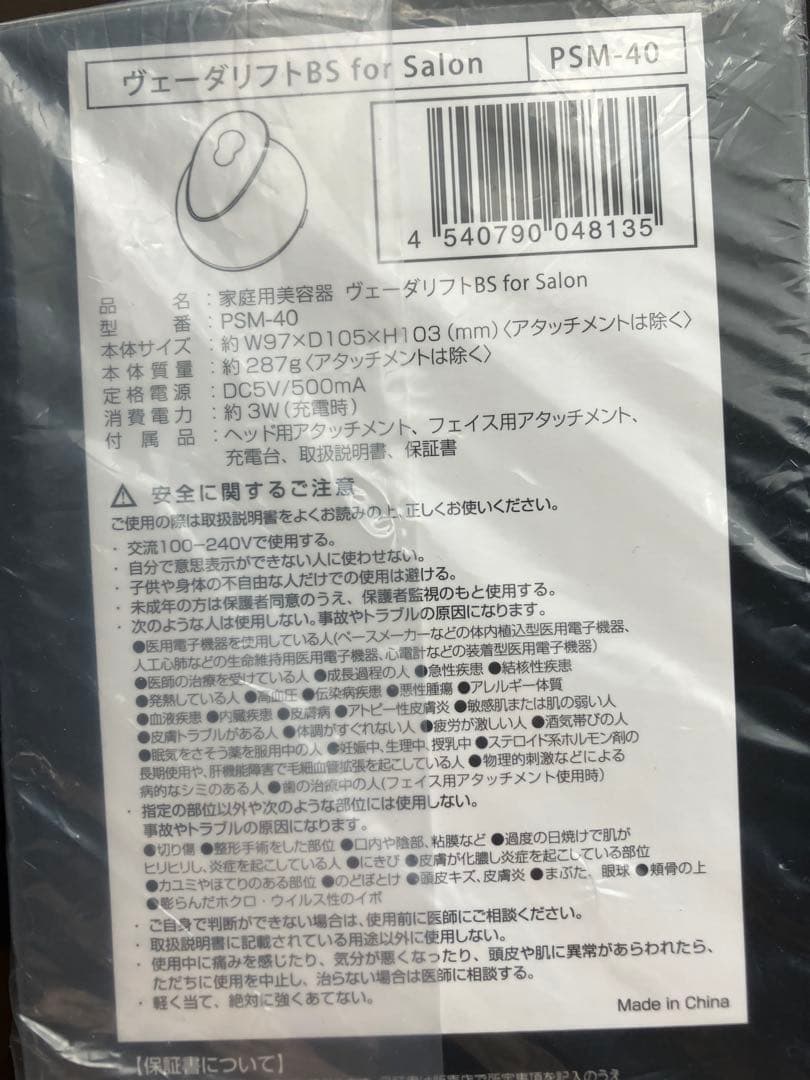 ヴェーダリフトBS for Salon PSM-40
4 540790 048135
品名：家庭用美容器 ヴェーダリフトBS for Salon
型番：PSM-40
本体サイズ：約 W97×D105×H103（mm）〈アタッチメントは除く〉
本体質量：約 287g〈アタッチメントは除く〉
定格電源：DC5V/500mA
消費電力：約3W（充電時）
付属品：ヘッド用アタッチメント、フェイス用アタッチメント、
充電台、取扱説明書、保証書
⚠ 安全に関するご注意
ご使用の際は取扱説明書をよくお読みの上、正しくお使いください。
・交流100−240Vで使用する。
・自分で意思表示ができない人に使わせない。
・子供や身体の不自由な人だけでの使用は避ける。
・未成年の方は保護者同意のうえ、保護者監視のもと使用する。
・次のような人は使用しない。事故やトラブルの原因になります。
●医用電子機器を使用している人（ペースメーカーなどの体内植込型医用電子機器、
人工心肺などの生命維持用医用電子機器、心電計などの装着型医用電子機器）
●医師の治療を受けている人 ●成長過程の人 ●急性疾患 ●結核性疾患
●発熱している人 ●高血圧 ●伝染病疾患 ●悪性腫瘍 ●アレルギー体質
●血液疾患 ●内臓疾患 ●皮膚病 ●アトピー性皮膚炎 ●敏感肌または肌の弱い人
●皮膚トラブルがある人 ●体調がすぐれない人 ●疲労が激しい人 ●酒気帯びの人
●眠気をさそう薬を服用中の人 ●妊娠中、生理中、授乳中 ●ステロイド系ホルモン剤の
長期使用や、肝機能障害で毛細血管拡張を起こしている人 ●物理的刺激などによる
病的なシミのある人 ●歯の治療中の人（フェイス用アタッチメント使用時）
・指定の部位以外や次のような部位には使用しない。
事故やトラブルの原因になります。
●切り傷 ●整形手術をした部位 ●口内や陰部、粘膜など ●過度の日焼けで肌が
ヒリヒリし、炎症を起こしている人 ●にきび ●皮膚が化膿し炎症を起こしている部位
●カユミやほてりのある部位 ●のどぼとけ ●頭皮キズ、皮膚炎 ●まぶた、眼球 ●頬骨の上
●膨らんだホクロ・ウイルス性のイボ
・ご自身で判断ができない場合は、使用前に医師にご相談ください。
・取扱説明書に記載されている用途以外に使用しない。
・使用中に痛みを感じたり、気分が悪くなったり、頭皮や肌に異常があらわれたら、
ただちに使用を中止し、治らない場合は医師に相談する。
・軽く当て、絶対に強くあてない。
Made in China
【保証書について】